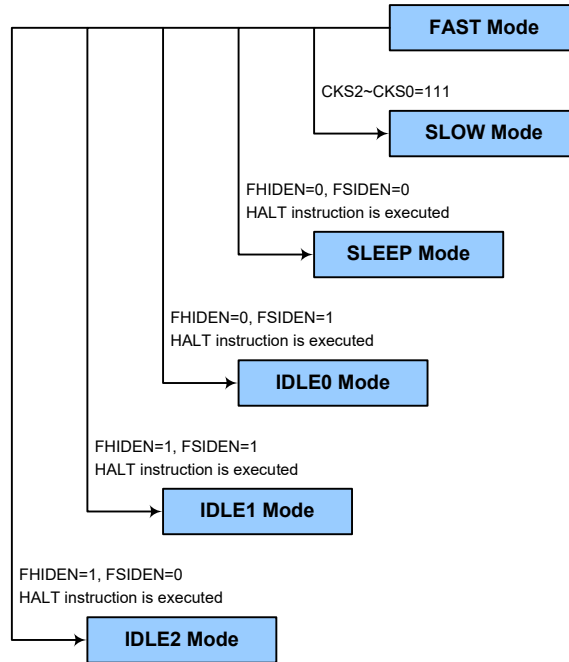 FAST Mode
CKS2~CKS0=111
SLOW Mode
FHIDEN=0, FSIDEN=0
HALT instruction is executed
SLEEP Mode
FHIDEN=0, FSIDEN=1
HALT instruction is executed
IDLE0 Mode
FHIDEN=1, FSIDEN=1
HALT instruction is executed
IDLE1 Mode
FHIDEN=1, FSIDEN=0
HALT instruction is executed
IDLE2 Mode